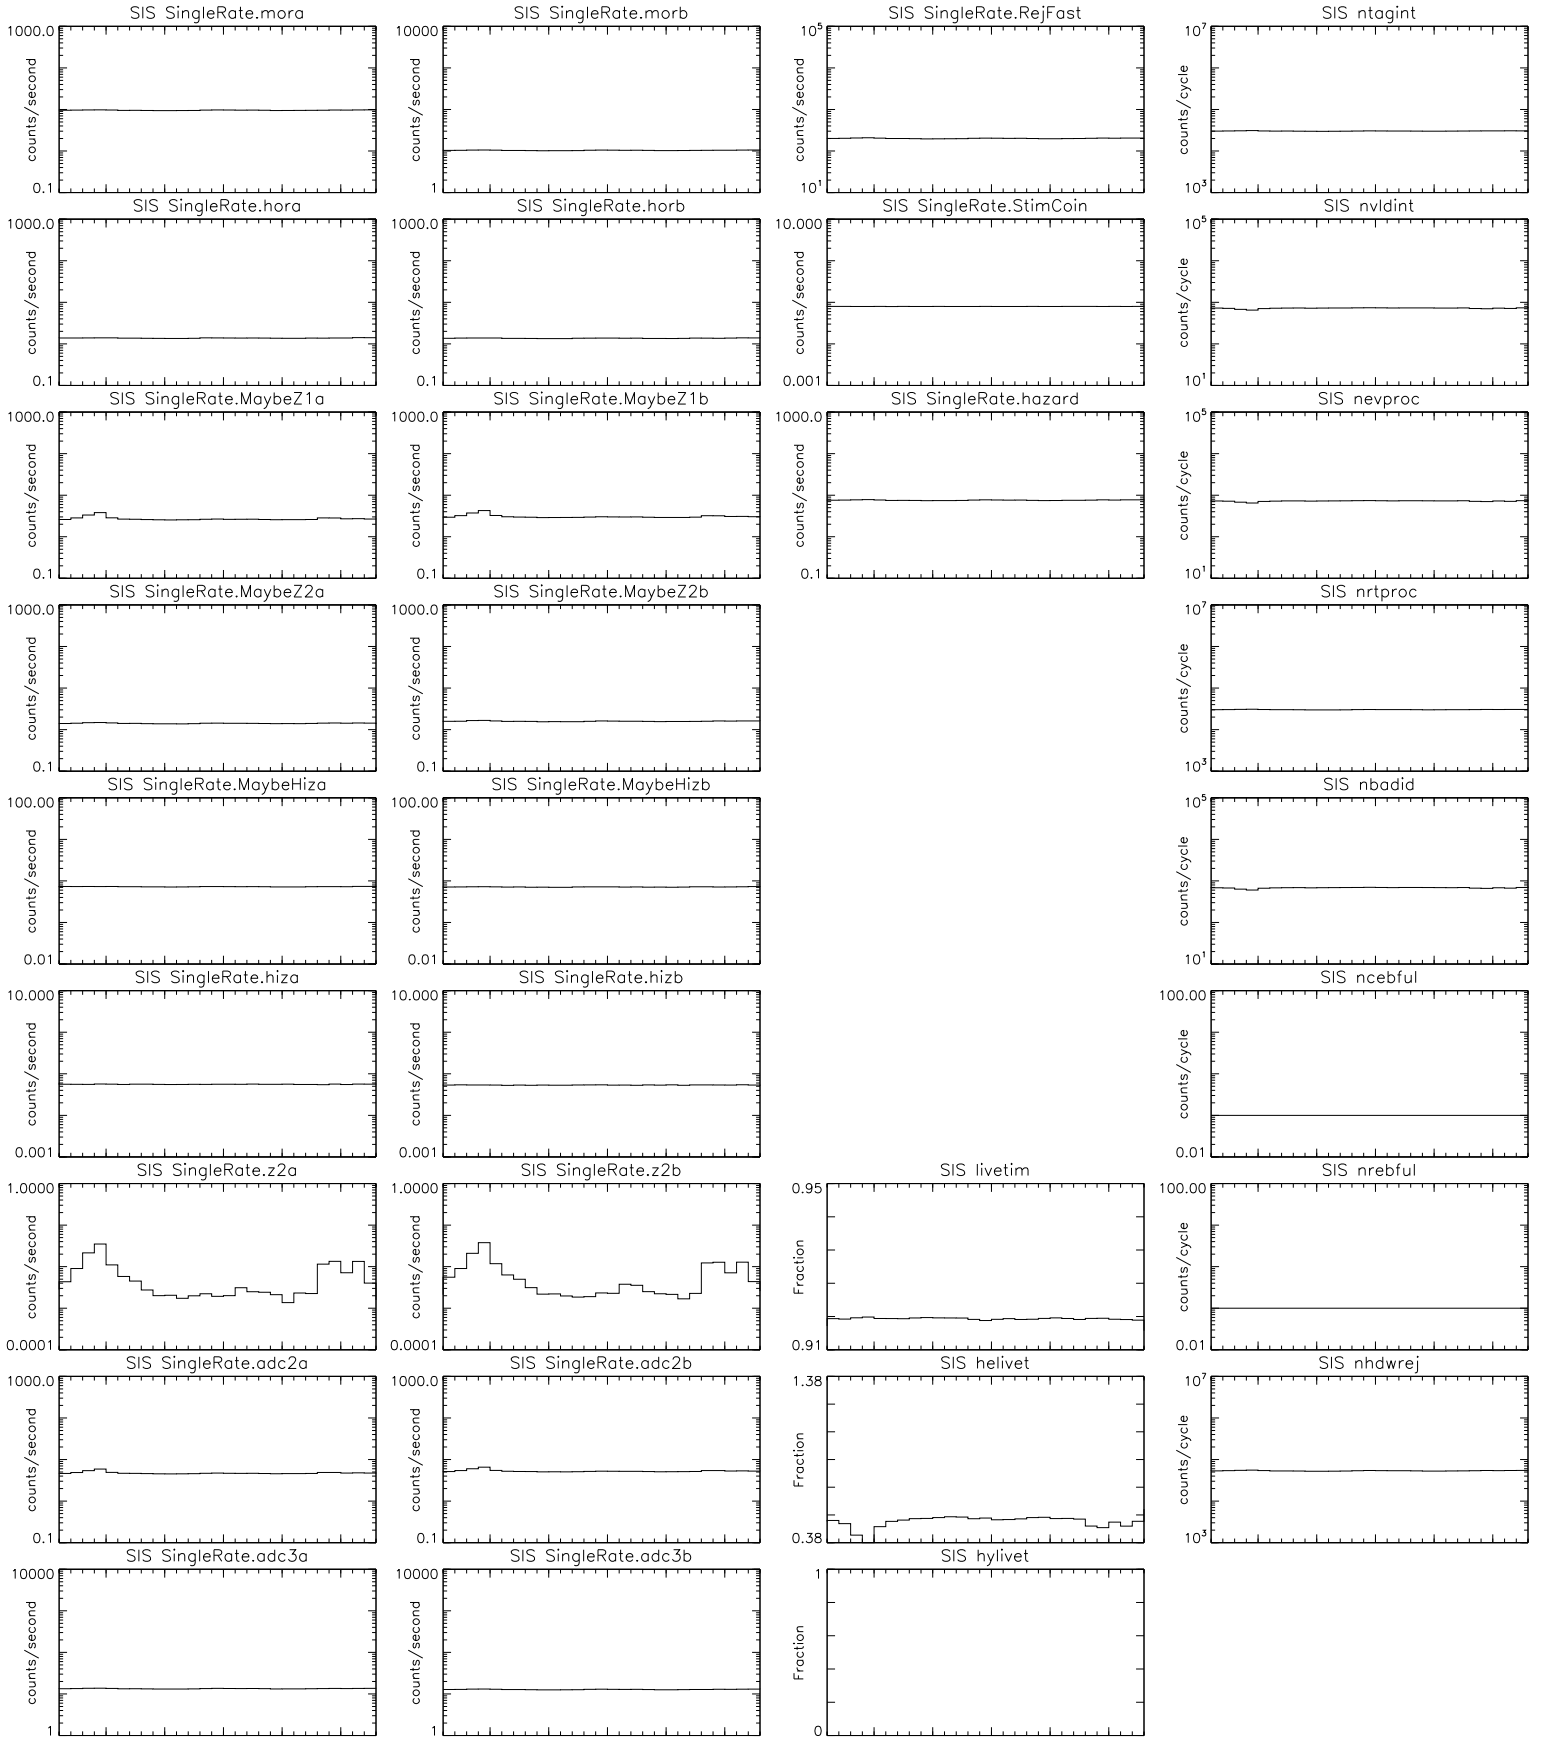 SIS SingleRate.mora
1000.0
counts/second
0.1
SIS SingleRate.morb
10000
counts/second
1
SIS SingleRate.RejFast
10^5
counts/second
10^1
SIS ntagint
10^7
counts/cycle
10^3
SIS SingleRate.hora
1000.0
counts/second
0.1
SIS SingleRate.horb
1000.0
counts/second
0.1
SIS SingleRate.StimCoin
10.000
counts/second
0.001
SIS nvldint
10^5
counts/cycle
10^1
SIS SingleRate.MaybeZ1a
1000.0
counts/second
0.1
SIS SingleRate.MaybeZ1b
1000.0
counts/second
0.1
SIS SingleRate.hazard
1000.0
counts/second
0.1
SIS nevproc
10^5
counts/cycle
10^1
SIS SingleRate.MaybeZ2a
1000.0
counts/second
0.1
SIS SingleRate.MaybeZ2b
1000.0
counts/second
0.1
SIS nrtproc
10^7
counts/cycle
10^3
SIS SingleRate.MaybeHiza
100.00
counts/second
0.01
SIS SingleRate.MaybeHizb
100.00
counts/second
0.01
SIS nbadid
10^5
counts/cycle
10^1
SIS SingleRate.hiza
10.000
counts/second
0.001
SIS SingleRate.hizb
10.000
counts/second
0.001
SIS ncebful
100.00
counts/cycle
0.01
SIS SingleRate.z2a
1.0000
counts/second
0.0001
SIS SingleRate.z2b
1.0000
counts/second
0.0001
SIS livetim
0.95
Fraction
0.91
SIS nrebful
100.00
counts/cycle
0.01
SIS SingleRate.adc2a
1000.0
counts/second
0.1
SIS SingleRate.adc2b
1000.0
counts/second
0.1
SIS helivet
1.38
Fraction
0.38
SIS nhdwrej
10^7
counts/cycle
10^3
SIS SingleRate.adc3a
10000
counts/second
1
SIS SingleRate.adc3b
10000
counts/second
1
SIS hylivet
1
Fraction
0